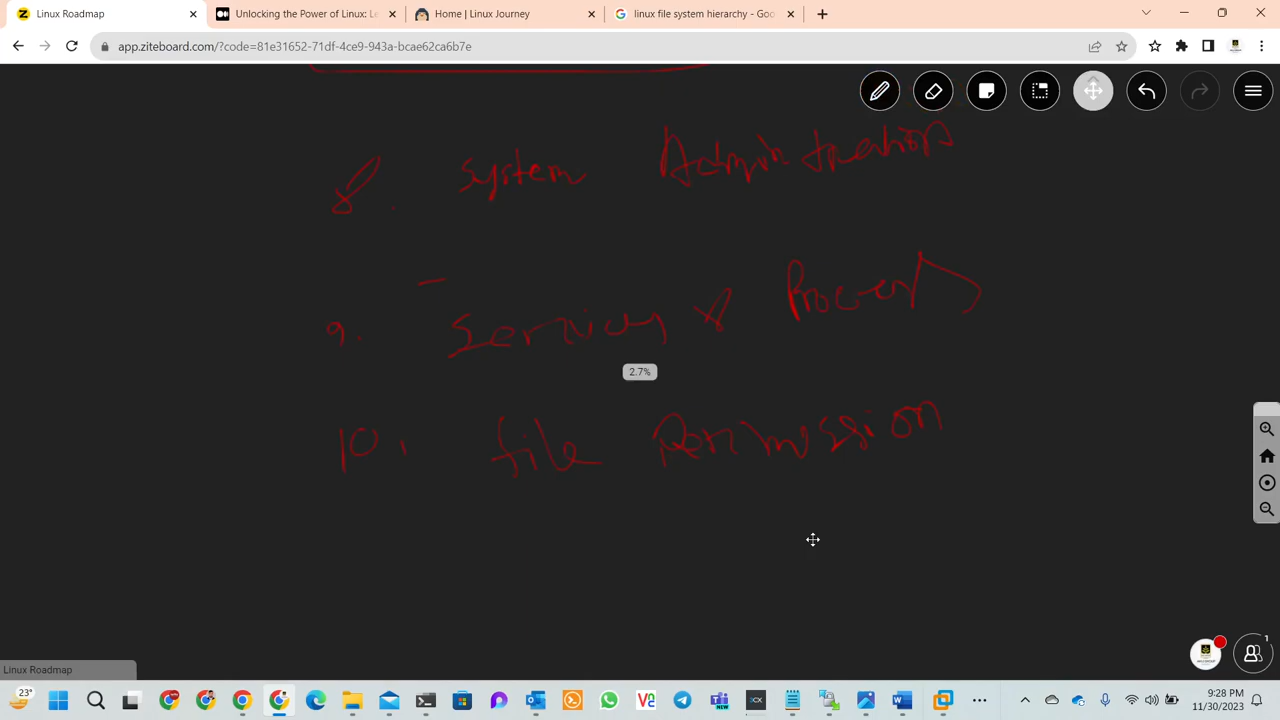 Linux Roadmap
Unlocking the Power of Linux: Le
Home | Linux Journey
linux file system hierarchy - Goo
app.ziteboard.com/?code=81e31652-71df-4ce9-943a-bcae62ca6b7e
8. System Admintration
9. Services & Process
2.7%
10. file Permission
1
Linux Roadmap
23°
9:28 PM
11/30/2023